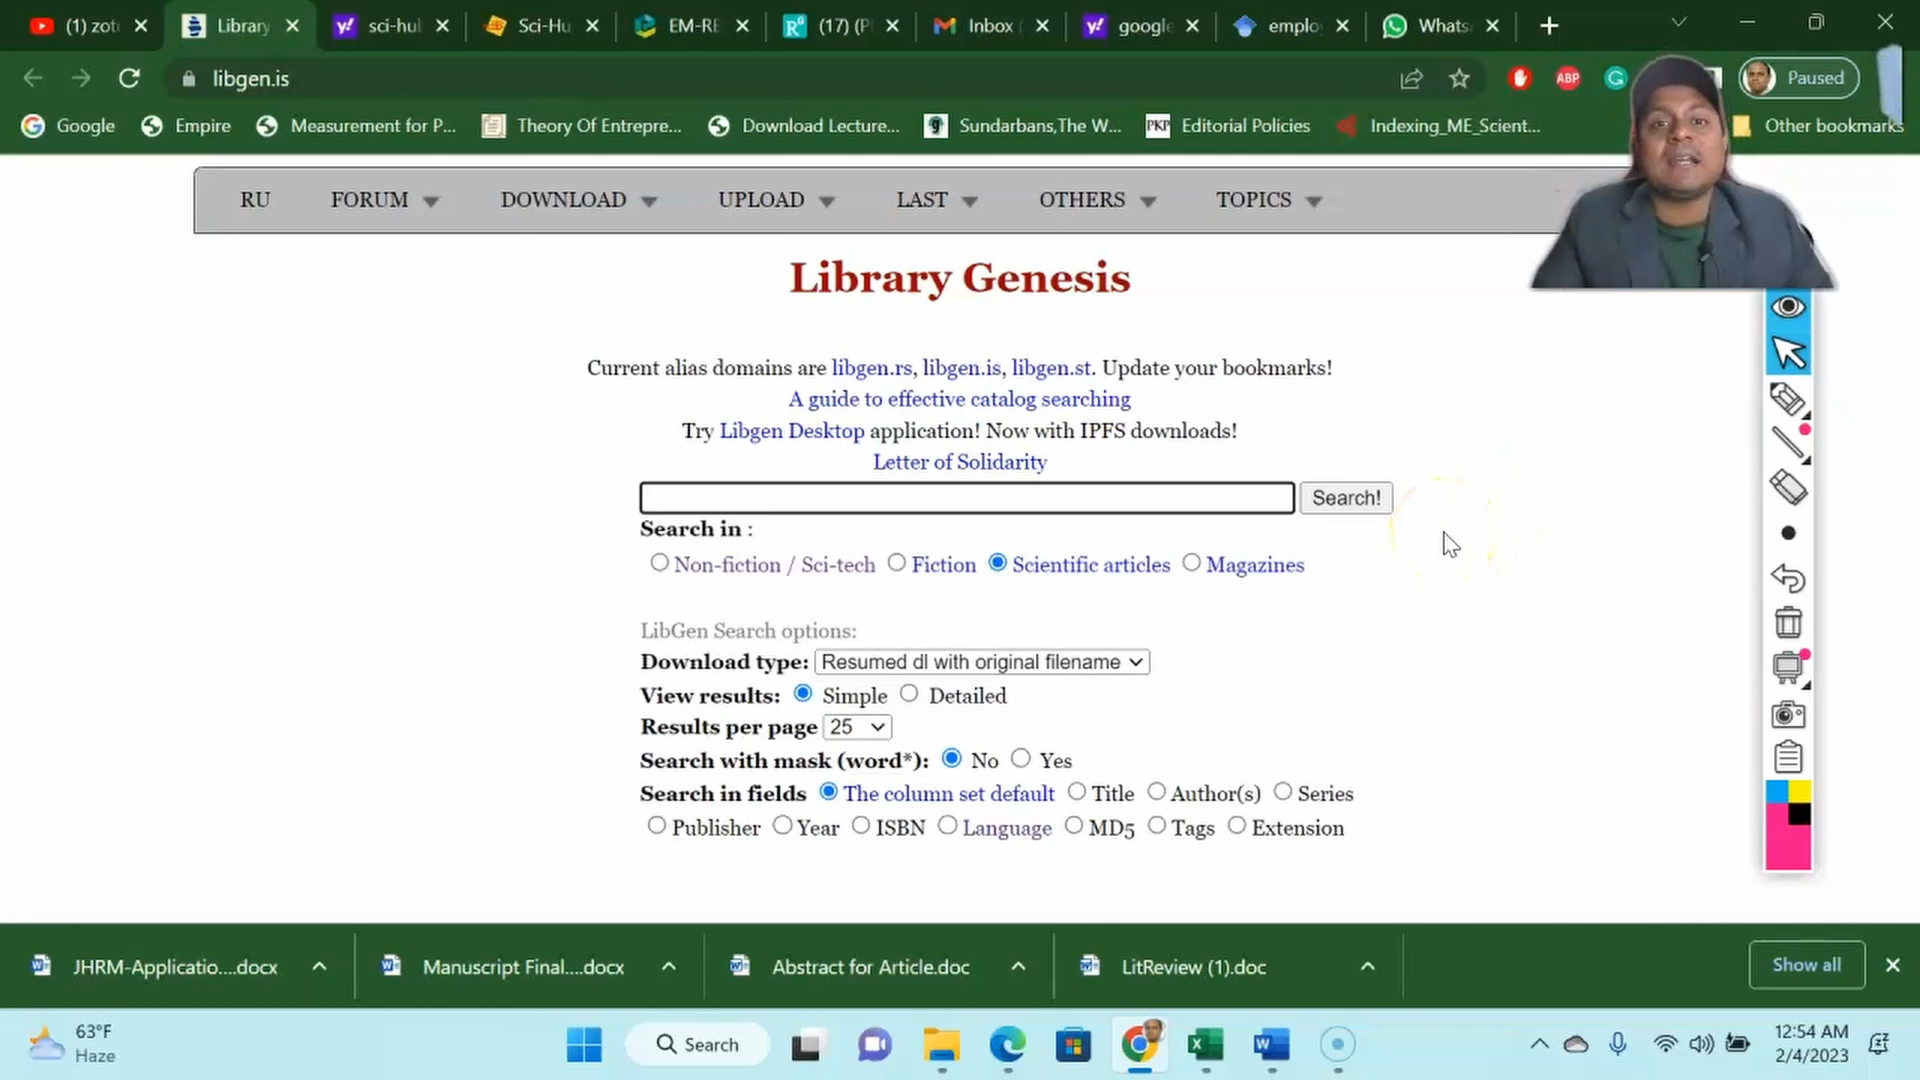 (1) zot
Library
sci-hul
Sci-Hu
EM-RE
(17) (P
Inbox
google
emplo
Whats
libgen.is
ABP
Paused
Google
Empire
Measurement for P...
Theory Of Entrepre...
Download Lecture...
Sundarbans,The W...
PKP
Editorial Policies
Indexing_ME_Scient...
Other bookmarks
RU
FORUM
DOWNLOAD
UPLOAD
LAST
OTHERS
TOPICS
Library Genesis
Current alias domains are libgen.rs, libgen.is, libgen.st. Update your bookmarks!
A guide to effective catalog searching
Try Libgen Desktop application! Now with IPFS downloads!
Letter of Solidarity
Search!
Search in :
Non-fiction / Sci-tech Fiction Scientific articles Magazines
LibGen Search options:
Download type: Resumed dl with original filename
View results: Simple Detailed
Results per page 25
Search with mask (word*): No Yes
Search in fields The column set default Title Author(s) Series
Publisher Year ISBN Language MD5 Tags Extension
JHRM-Applicatio....docx
Manuscript Final....docx
Abstract for Article.doc
LitReview (1).doc
Show all
63°F
Haze
Search
12:54 AM
2/4/2023